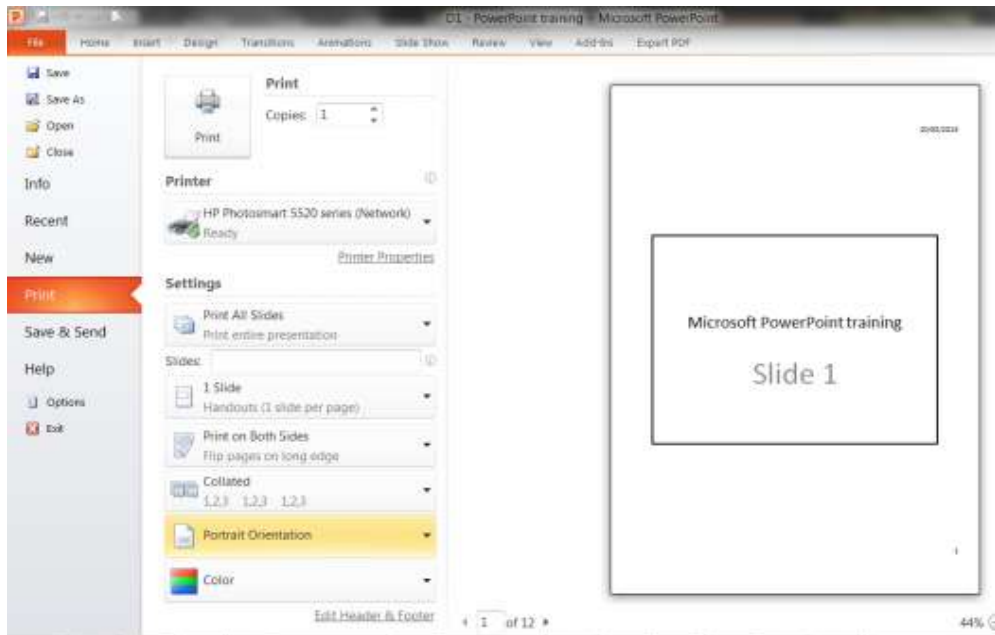 D1 - PowerPoint training - Microsoft PowerPoint
File Home Insert Design Transitions Animations Slide Show Review View Add-Ins Expert PDF
Save
Save As
Open
Close
Info
Recent
New
Print
Save & Send
Help
Options
Exit
Print
Copies: 1
Print
Printer
HP Photosmart 5520 series (Network)
Ready
Printer Properties
Settings
Print All Slides
Print entire presentation
Slides:
1 Slide
Handouts (1 slide per page)
Print on Both Sides
Flip pages on long edge
Collated
1,2,3 1,2,3 1,2,3
Portrait Orientation
Color
Edit Header & Footer
Microsoft PowerPoint training
Slide 1
1
1 of 12
44%